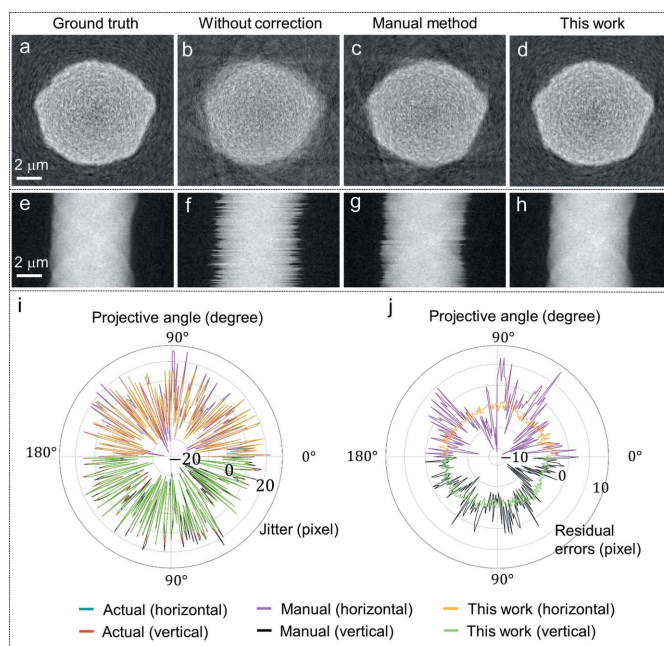 Ground truth Without correction Manual method This work
a b c d
2 μm
e f g h
2 μm
i j
Projective angle (degree) Projective angle (degree)
90° 90°
180° 0° 180° 0°
−20 0 20 −10 0 10
Jitter (pixel) Residual
errors (pixel)
90° 90°
Actual (horizontal) Manual (horizontal) This work (horizontal)
Actual (vertical) Manual (vertical) This work (vertical)